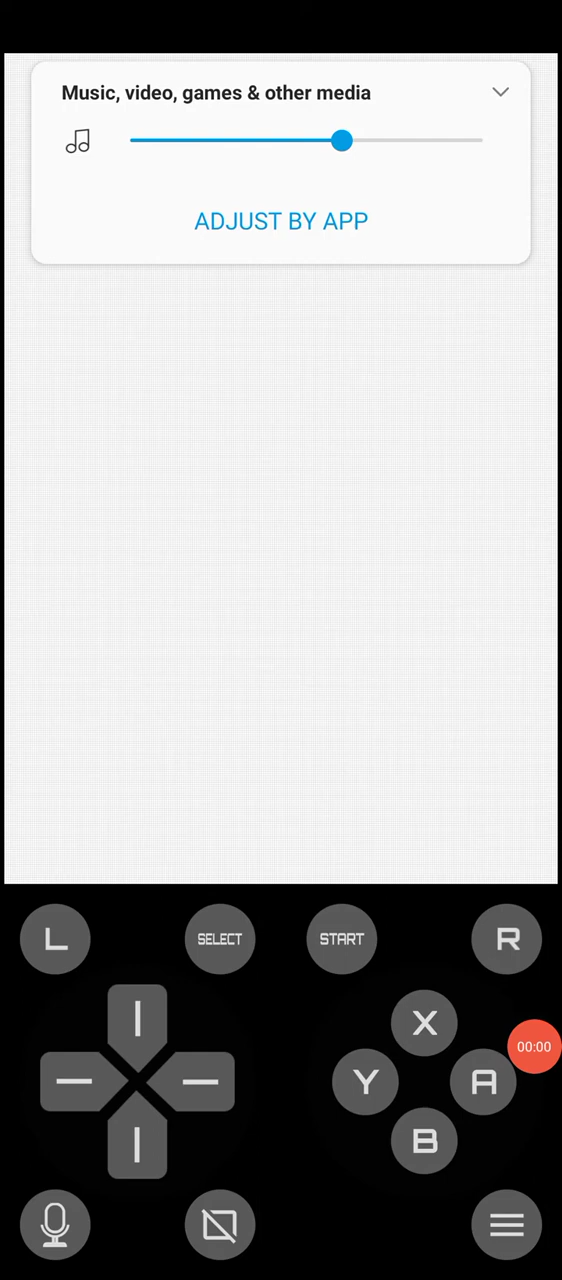 Music, video, games & other media
ADJUST BY APP
L
SELECT
START
R
X
00:00
Y
A
B